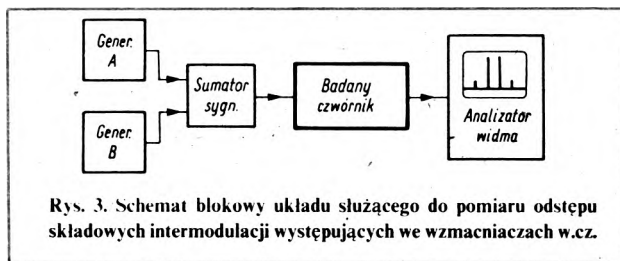 Gener.
A
Gener.
B
Sumator
sygn.
Badany
czwórnik
Analizator
widma
Rys. 3. Schemat blokowy układu służącego do pomiaru odstępu
składowych intermodulacji występujących we wzmacniaczach w.cz.